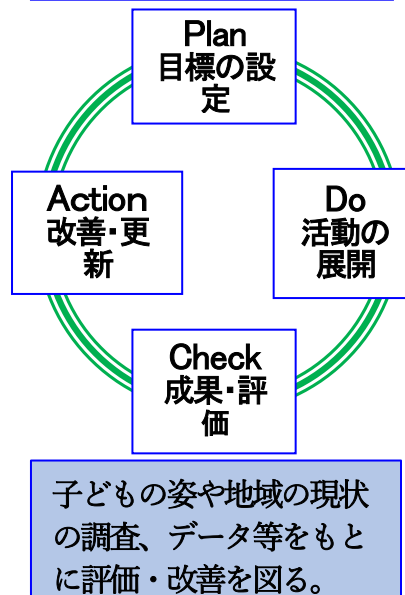 Plan
目標の設
定
Action
改善・更
新
Do
活動の
展開
Check
成果・評
価
子どもの姿や地域の現状
の調査、データ等をもと
に評価・改善を図る。